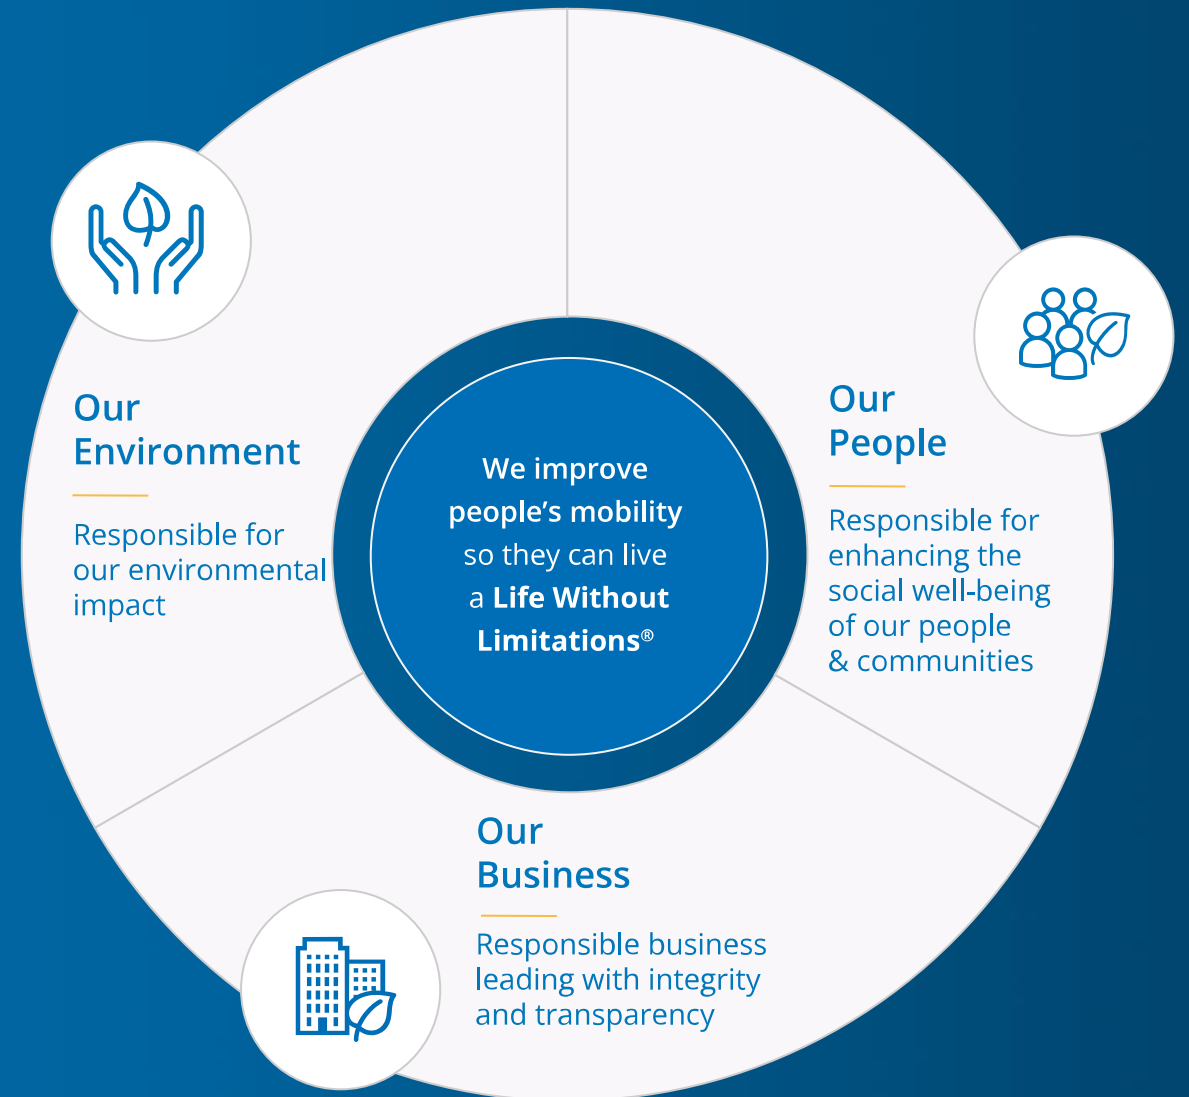 Our
Environment
Responsible for
our environmental
impact
We improve
people’s mobility
so they can live
a Life Without
Limitations®
Our
People
Responsible for
enhancing the
social well-being
of our people
& communities
Our
Business
Responsible business
leading with integrity
and transparency